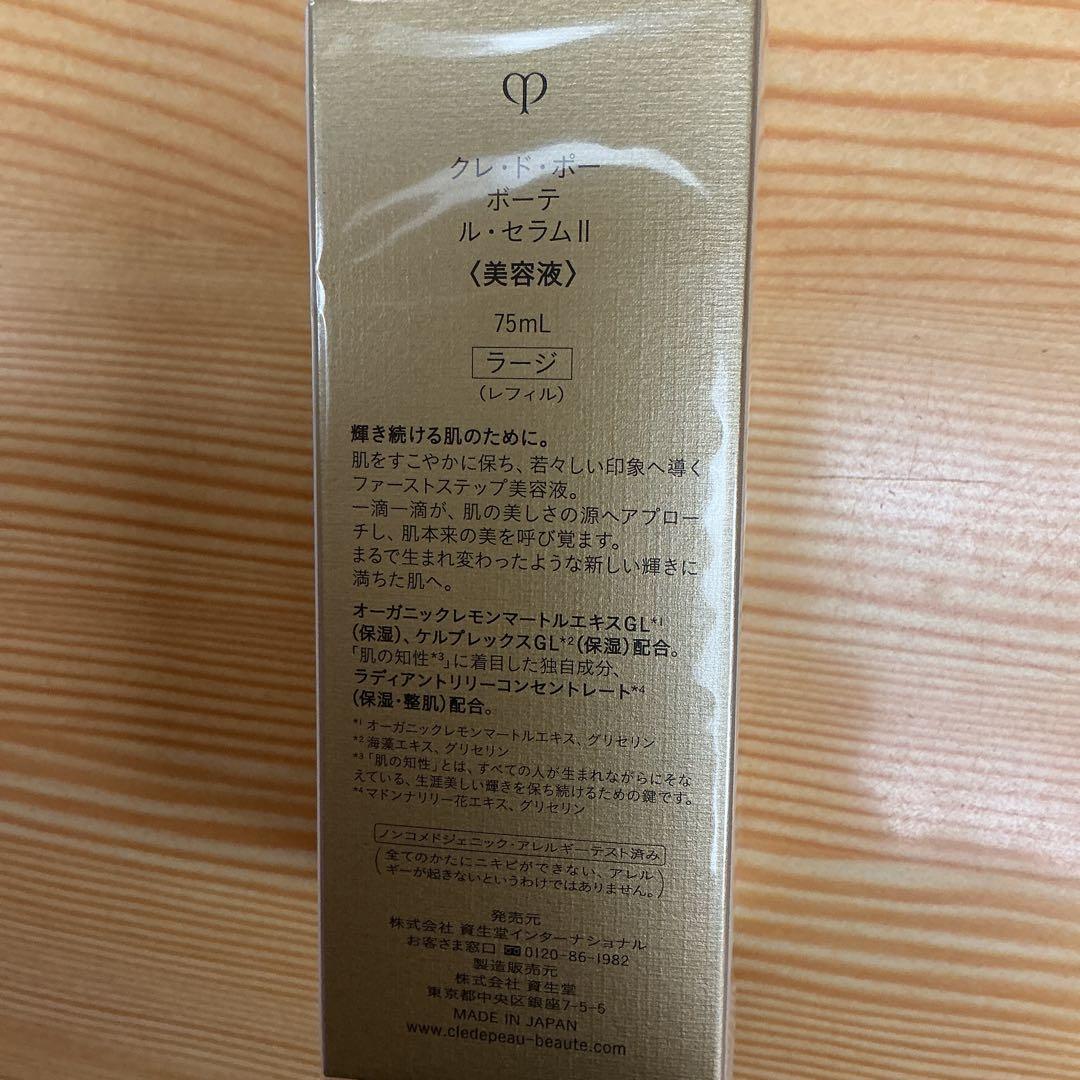 クレ・ド・ポー
ボーテ
ル・セラムⅡ
〈美容液〉
75mL
ラージ
(レフィル)
輝き続ける肌のために。
肌をすこやかに保ち、若々しい印象へ導く
ファーストステップ美容液。
一滴一滴が、肌の美しさの源へアプロー
チし、肌本来の美を呼び覚ます。
まるで生まれ変わったような新しい輝きに
満ちた肌へ。
オーガニックレモンマートルエキスGL*1
(保湿)、ケルプレックスGL*2(保湿)配合。
「肌の知性*3」に着目した独自成分、
ラディアントリリーコンセントレート*4
(保湿・整肌)配合。
*1 オーガニックレモンマートルエキス、グリセリン
*2 海藻エキス、グリセリン
*3「肌の知性」とは、すべての人が生まれながらにそな
えている、生涯美しい輝きを保ち続けるための鍵です。
*4 マドンナリリー花エキス、グリセリン
ノンコメドジェニック・アレルギーテスト済み
(全てのかたにニキビができない、アレル
ギーが起きないというわけではありません。)
発売元
株式会社 資生堂インターナショナル
お客さま窓口 0120-86-1982
製造販売元
株式会社 資生堂
東京都中央区銀座7-5-5
MADE IN JAPAN
www.cledepeau-beaute.com